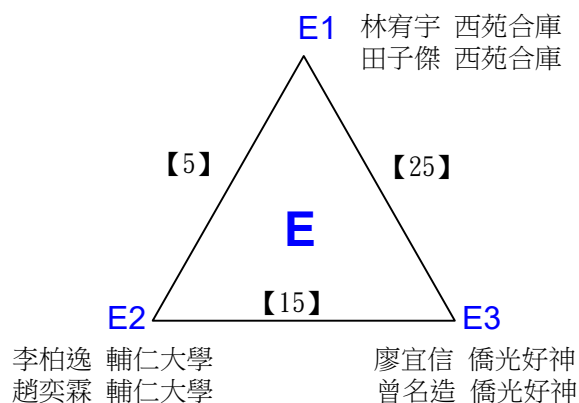 E1 林宥宇 西苑合庫
田子傑 西苑合庫
【5】 【25】
E
【15】
E2 E3
李柏逸 輔仁大學 廖宜信 僑光好神
趙奕霖 輔仁大學 曾名造 僑光好神